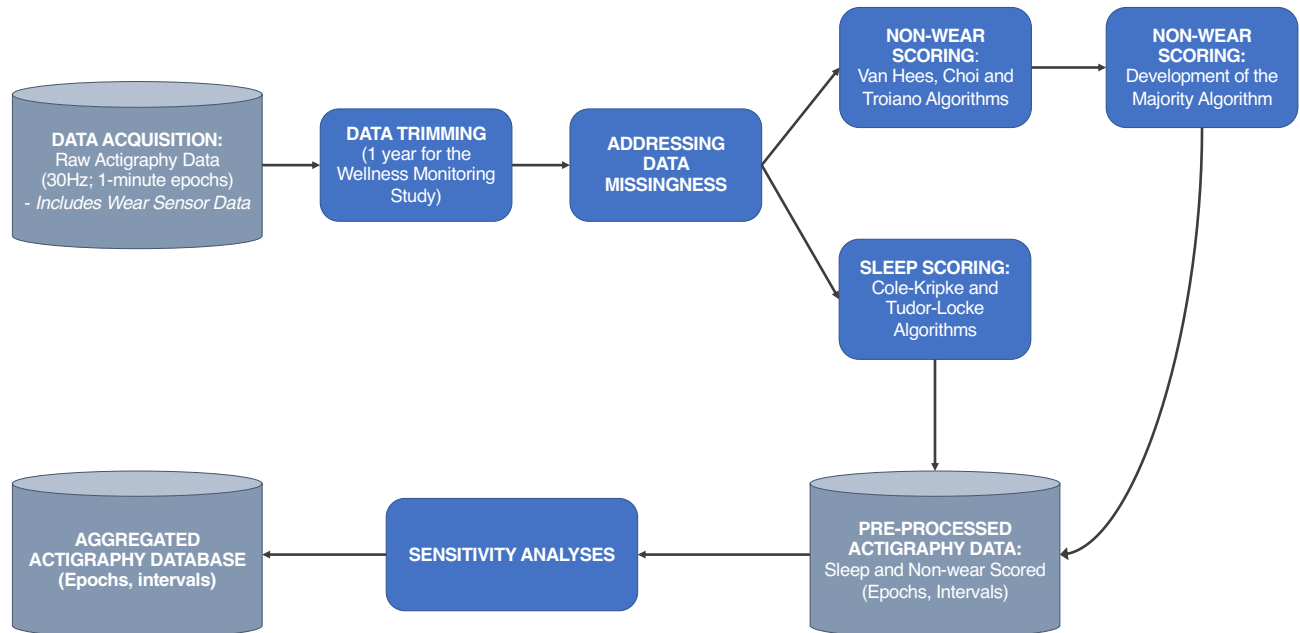 DATA ACQUISITION:
Raw Actigraphy Data
(30Hz; 1-minute epochs)
- Includes Wear Sensor Data
DATA TRIMMING
(1 year for the
Wellness Monitoring
Study)
ADDRESSING
DATA
MISSINGNESS
NON-WEAR
SCORING:
Van Hees, Choi and
Troiano Algorithms
NON-WEAR
SCORING:
Development of the
Majority Algorithm
SLEEP SCORING:
Cole-Kripke and
Tudor-Locke
Algorithms
PRE-PROCESSED
ACTIGRAPHY DATA:
Sleep and Non-wear Scored
(Epochs, Intervals)
SENSITIVITY ANALYSES
AGGREGATED
ACTIGRAPHY DATABASE
(Epochs, intervals)